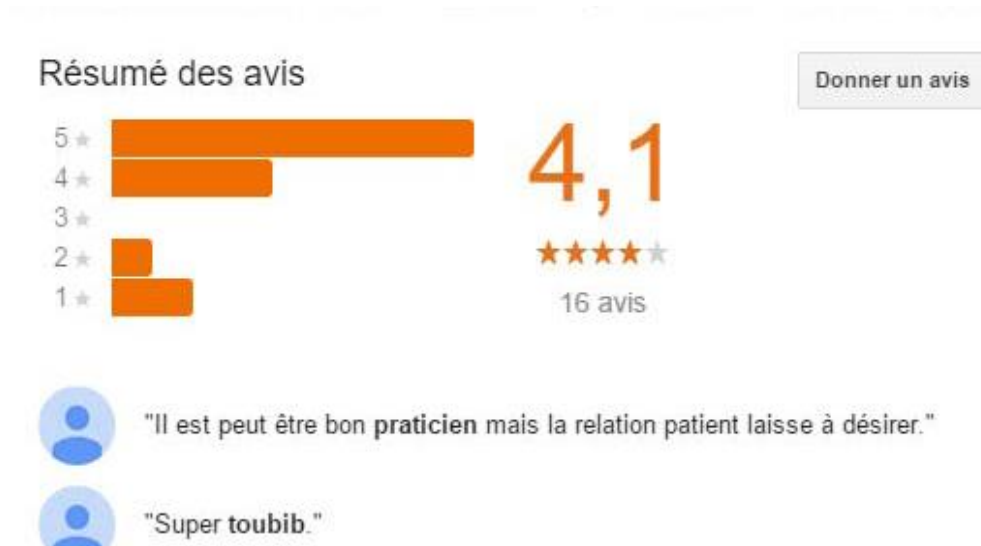 Résumé des avis
Donner un avis
5
4
3
2
1
4,1
16 avis
"Il est peut être bon praticien mais la relation patient laisse à désirer."
"Super toubib."